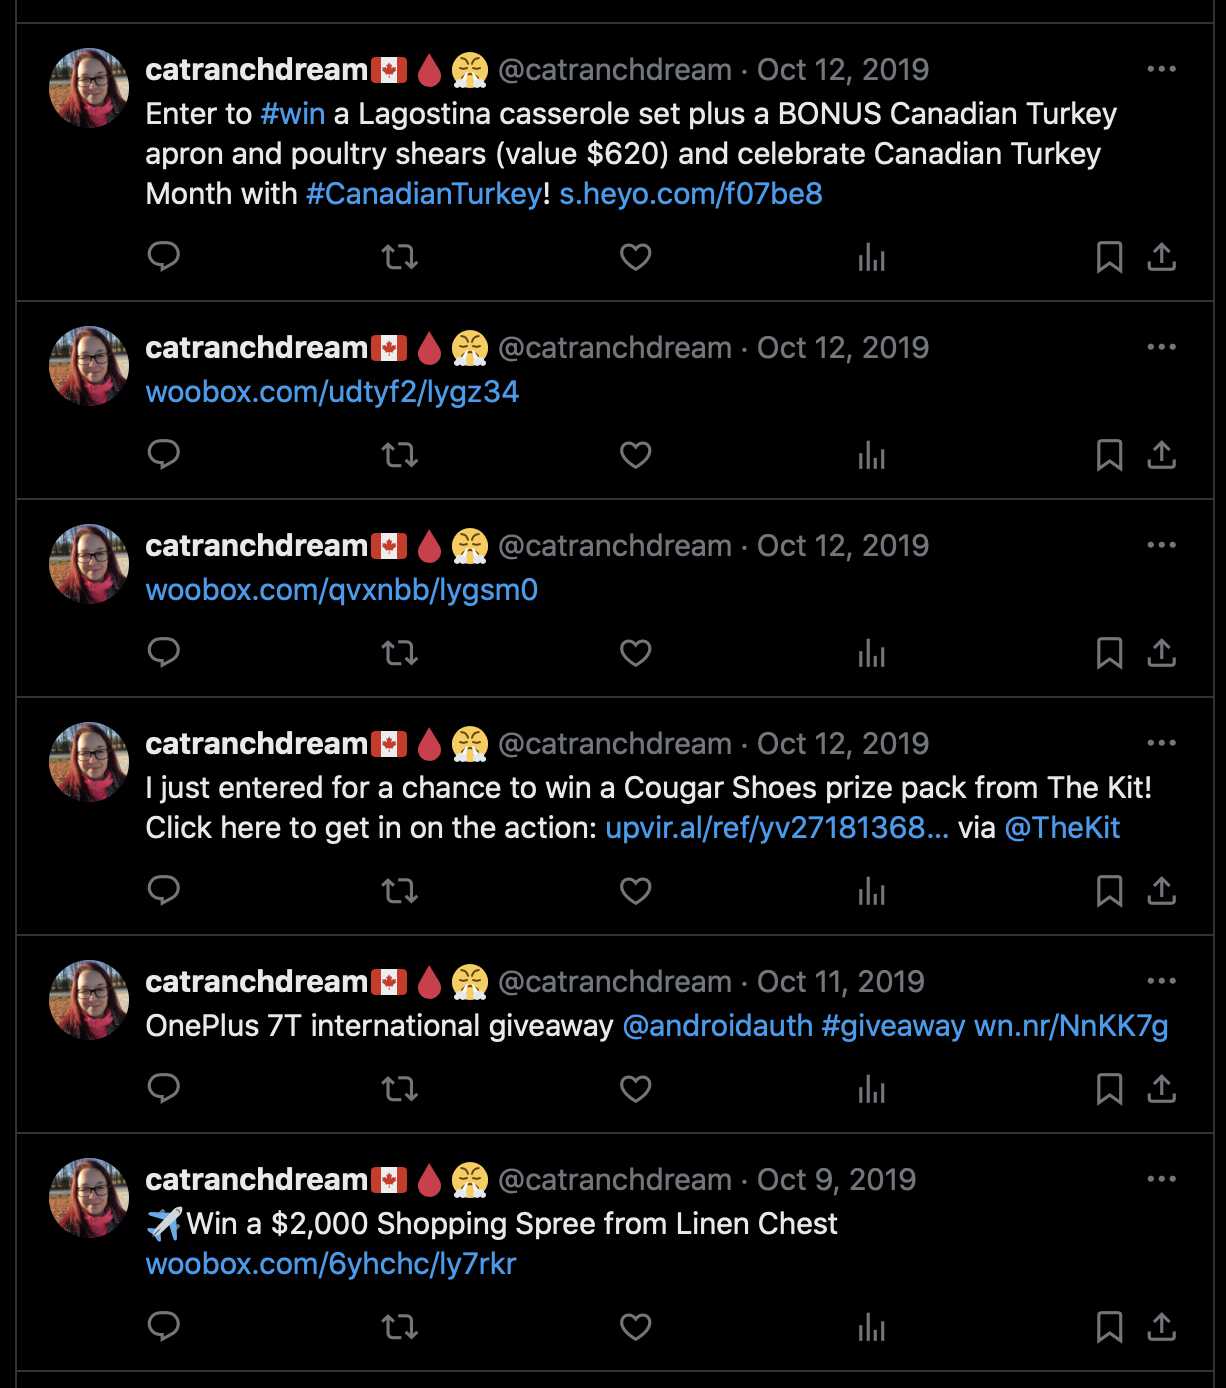 catranchdream🇨🇦🩸😤 @catranchdream · Oct 12, 2019
Enter to #win a Lagostina casserole set plus a BONUS Canadian Turkey
apron and poultry shears (value $620) and celebrate Canadian Turkey
Month with #CanadianTurkey! s.heyo.com/f07be8
catranchdream🇨🇦🩸😤 @catranchdream · Oct 12, 2019
woobox.com/udtyf2/lygz34
catranchdream🇨🇦🩸😤 @catranchdream · Oct 12, 2019
woobox.com/qvxnbb/lygsm0
catranchdream🇨🇦🩸😤 @catranchdream · Oct 12, 2019
I just entered for a chance to win a Cougar Shoes prize pack from The Kit!
Click here to get in on the action: upvir.al/ref/yv27181368... via @TheKit
catranchdream🇨🇦🩸😤 @catranchdream · Oct 11, 2019
OnePlus 7T international giveaway @androidauth #giveaway wn.nr/NnKK7g
catranchdream🇨🇦🩸😤 @catranchdream · Oct 9, 2019
✈️Win a $2,000 Shopping Spree from Linen Chest
woobox.com/6yhchc/ly7rkr